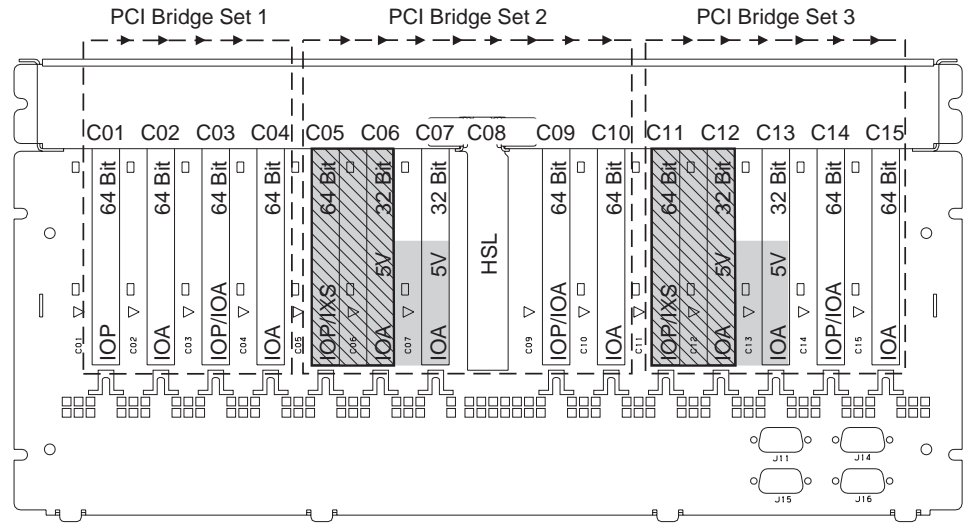 PCI Bridge Set 1
PCI Bridge Set 2
PCI Bridge Set 3
C01 C02 C03 C04 C05 C06 C07 C08 C09 C10 C11 C12 C13 C14 C15
64 Bit
64 Bit
64 Bit
64 Bit
64 Bit
32 Bit
32 Bit
64 Bit
64 Bit
64 Bit
32 Bit
32 Bit
64 Bit
64 Bit
HSL
5V
5V
5V
5V
IOP
IOA
IOP/IOA
IOA
IOP/IXS
IOA
IOA
IOP/IOA
IOA
IOP/IXS
IOA
IOA
IOP/IOA
IOA
C01
C02
C03
C04
C05
C06
C07
C09
C10
C11
C12
C13
C14
C15
J11
J14
J15
J16